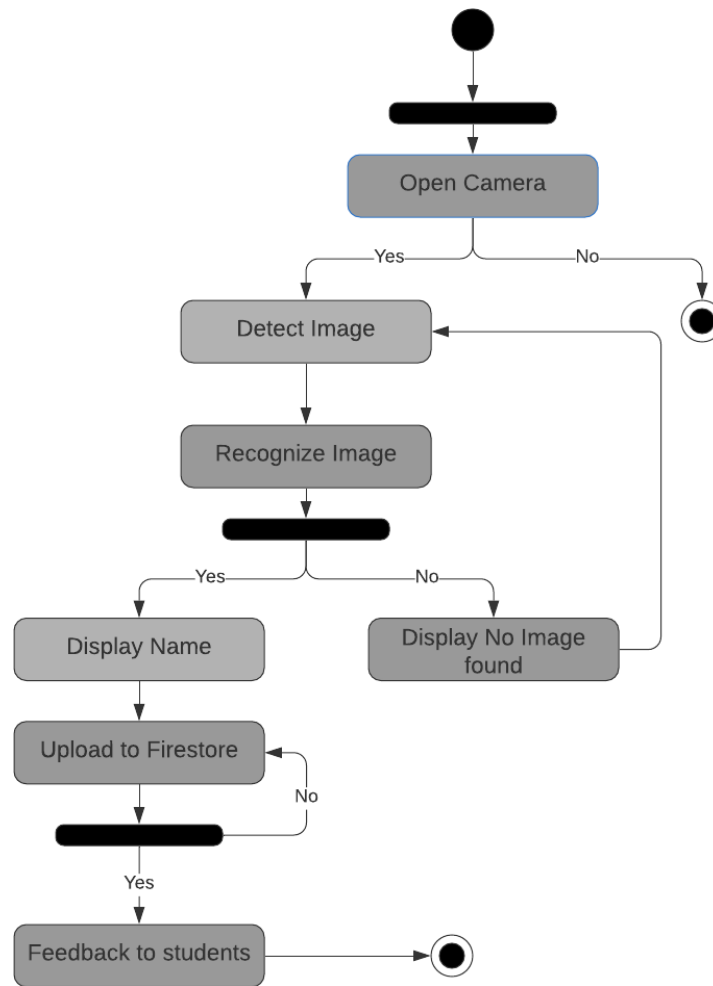 Open Camera
Yes
No
Detect Image
Recognize Image
Yes
No
Display Name
Display No Image
found
Upload to Firestore
No
Yes
Feedback to students